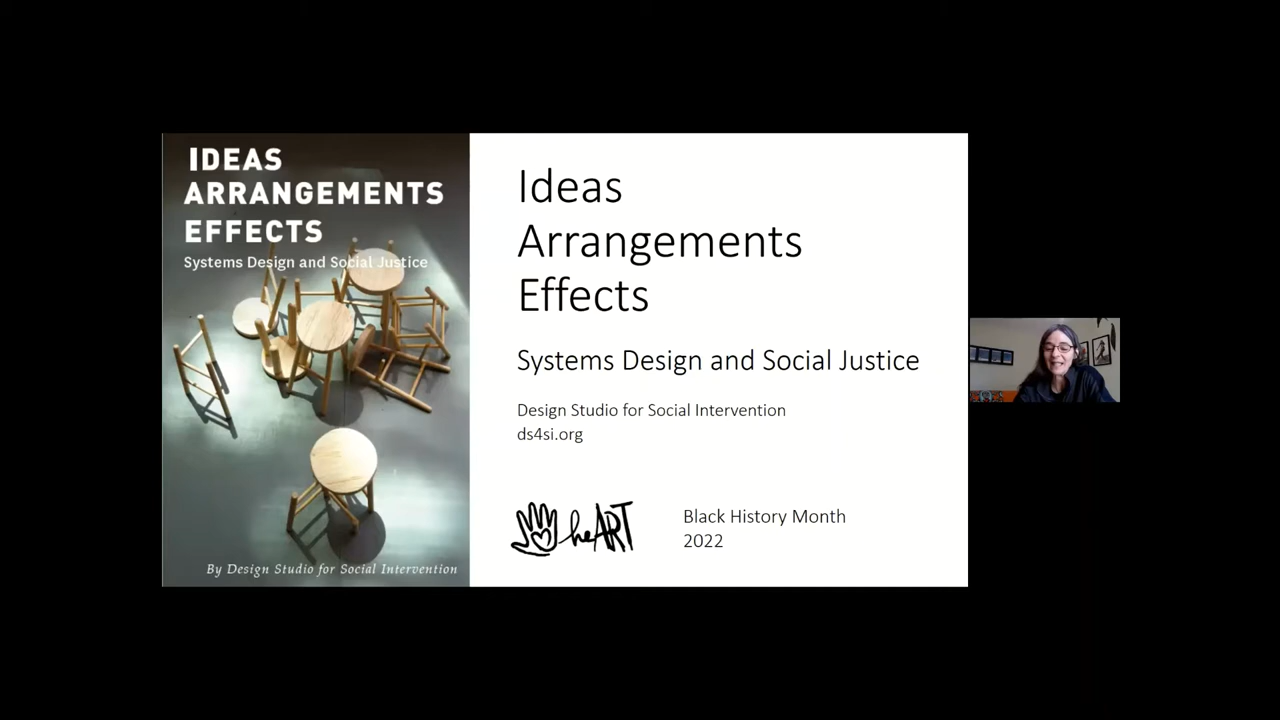 IDEAS
ARRANGEMENTS
EFFECTS
Systems Design and Social Justice
By Design Studio for Social Intervention
Ideas
Arrangements
Effects
Systems Design and Social Justice
Design Studio for Social Intervention
ds4si.org
heART
Black History Month
2022